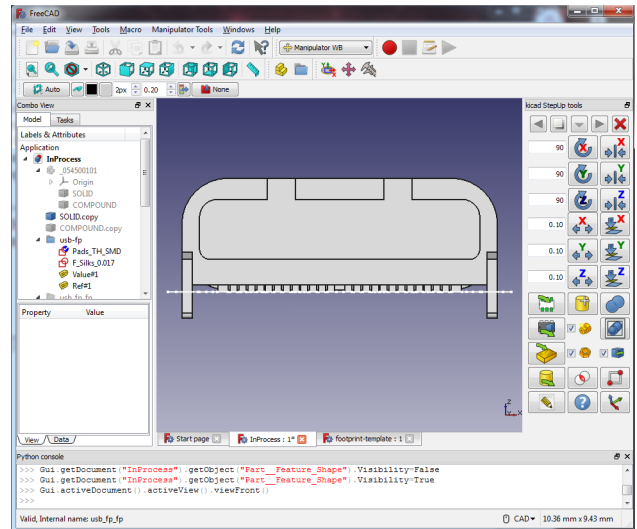 FreeCAD
File Edit View Tools Macro Manipulator Tools Windows Help
Manipulator WB
Auto 2px 0.20 None
Combo View
kicad StepUp tools
Model Tasks
Labels & Attributes
Application
InProcess
_054500101
Origin
SOLID
COMPOUND
SOLID.copy
COMPOUND.copy
usb-fp
Pads_TH_SMD
F_Silks_0.017
Value#1
Ref#1
usb_fp_fp
Property Value
View Data
90 X X
90 Y Y
90 Z Z
0.10 X X
0.10 Y Y
0.10 Z Z
Z
Y X
Start page InProcess : 1* footprint-template : 1
Python console
>>> Gui.getDocument("InProcess").getObject("Part__Feature_Shape").Visibility=False
>>> Gui.getDocument("InProcess").getObject("Part__Feature_Shape").Visibility=True
>>> Gui.activeDocument().activeView().viewFront()
>>>
Valid, Internal name: usb_fp_fp CAD 10.36 mm x9.43 mm